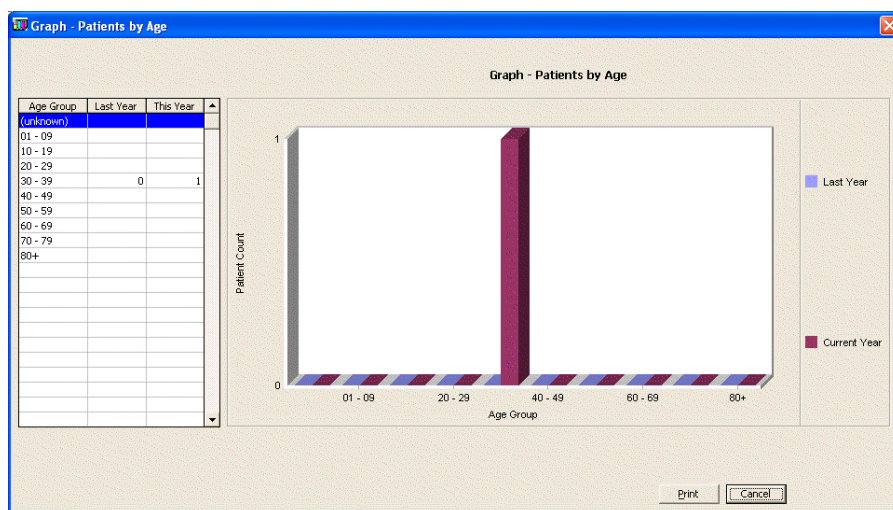 Graph - Patients by Age
Graph - Patients by Age
Age Group Last Year This Year
(unknown)
01 - 09
10 - 19
20 - 29
30 - 39 0 1
40 - 49
50 - 59
60 - 69
70 - 79
80+
Patient Count
1
0
01 - 09 20 - 29 40 - 49 60 - 69 80+
Age Group
Last Year
Current Year
Print Cancel